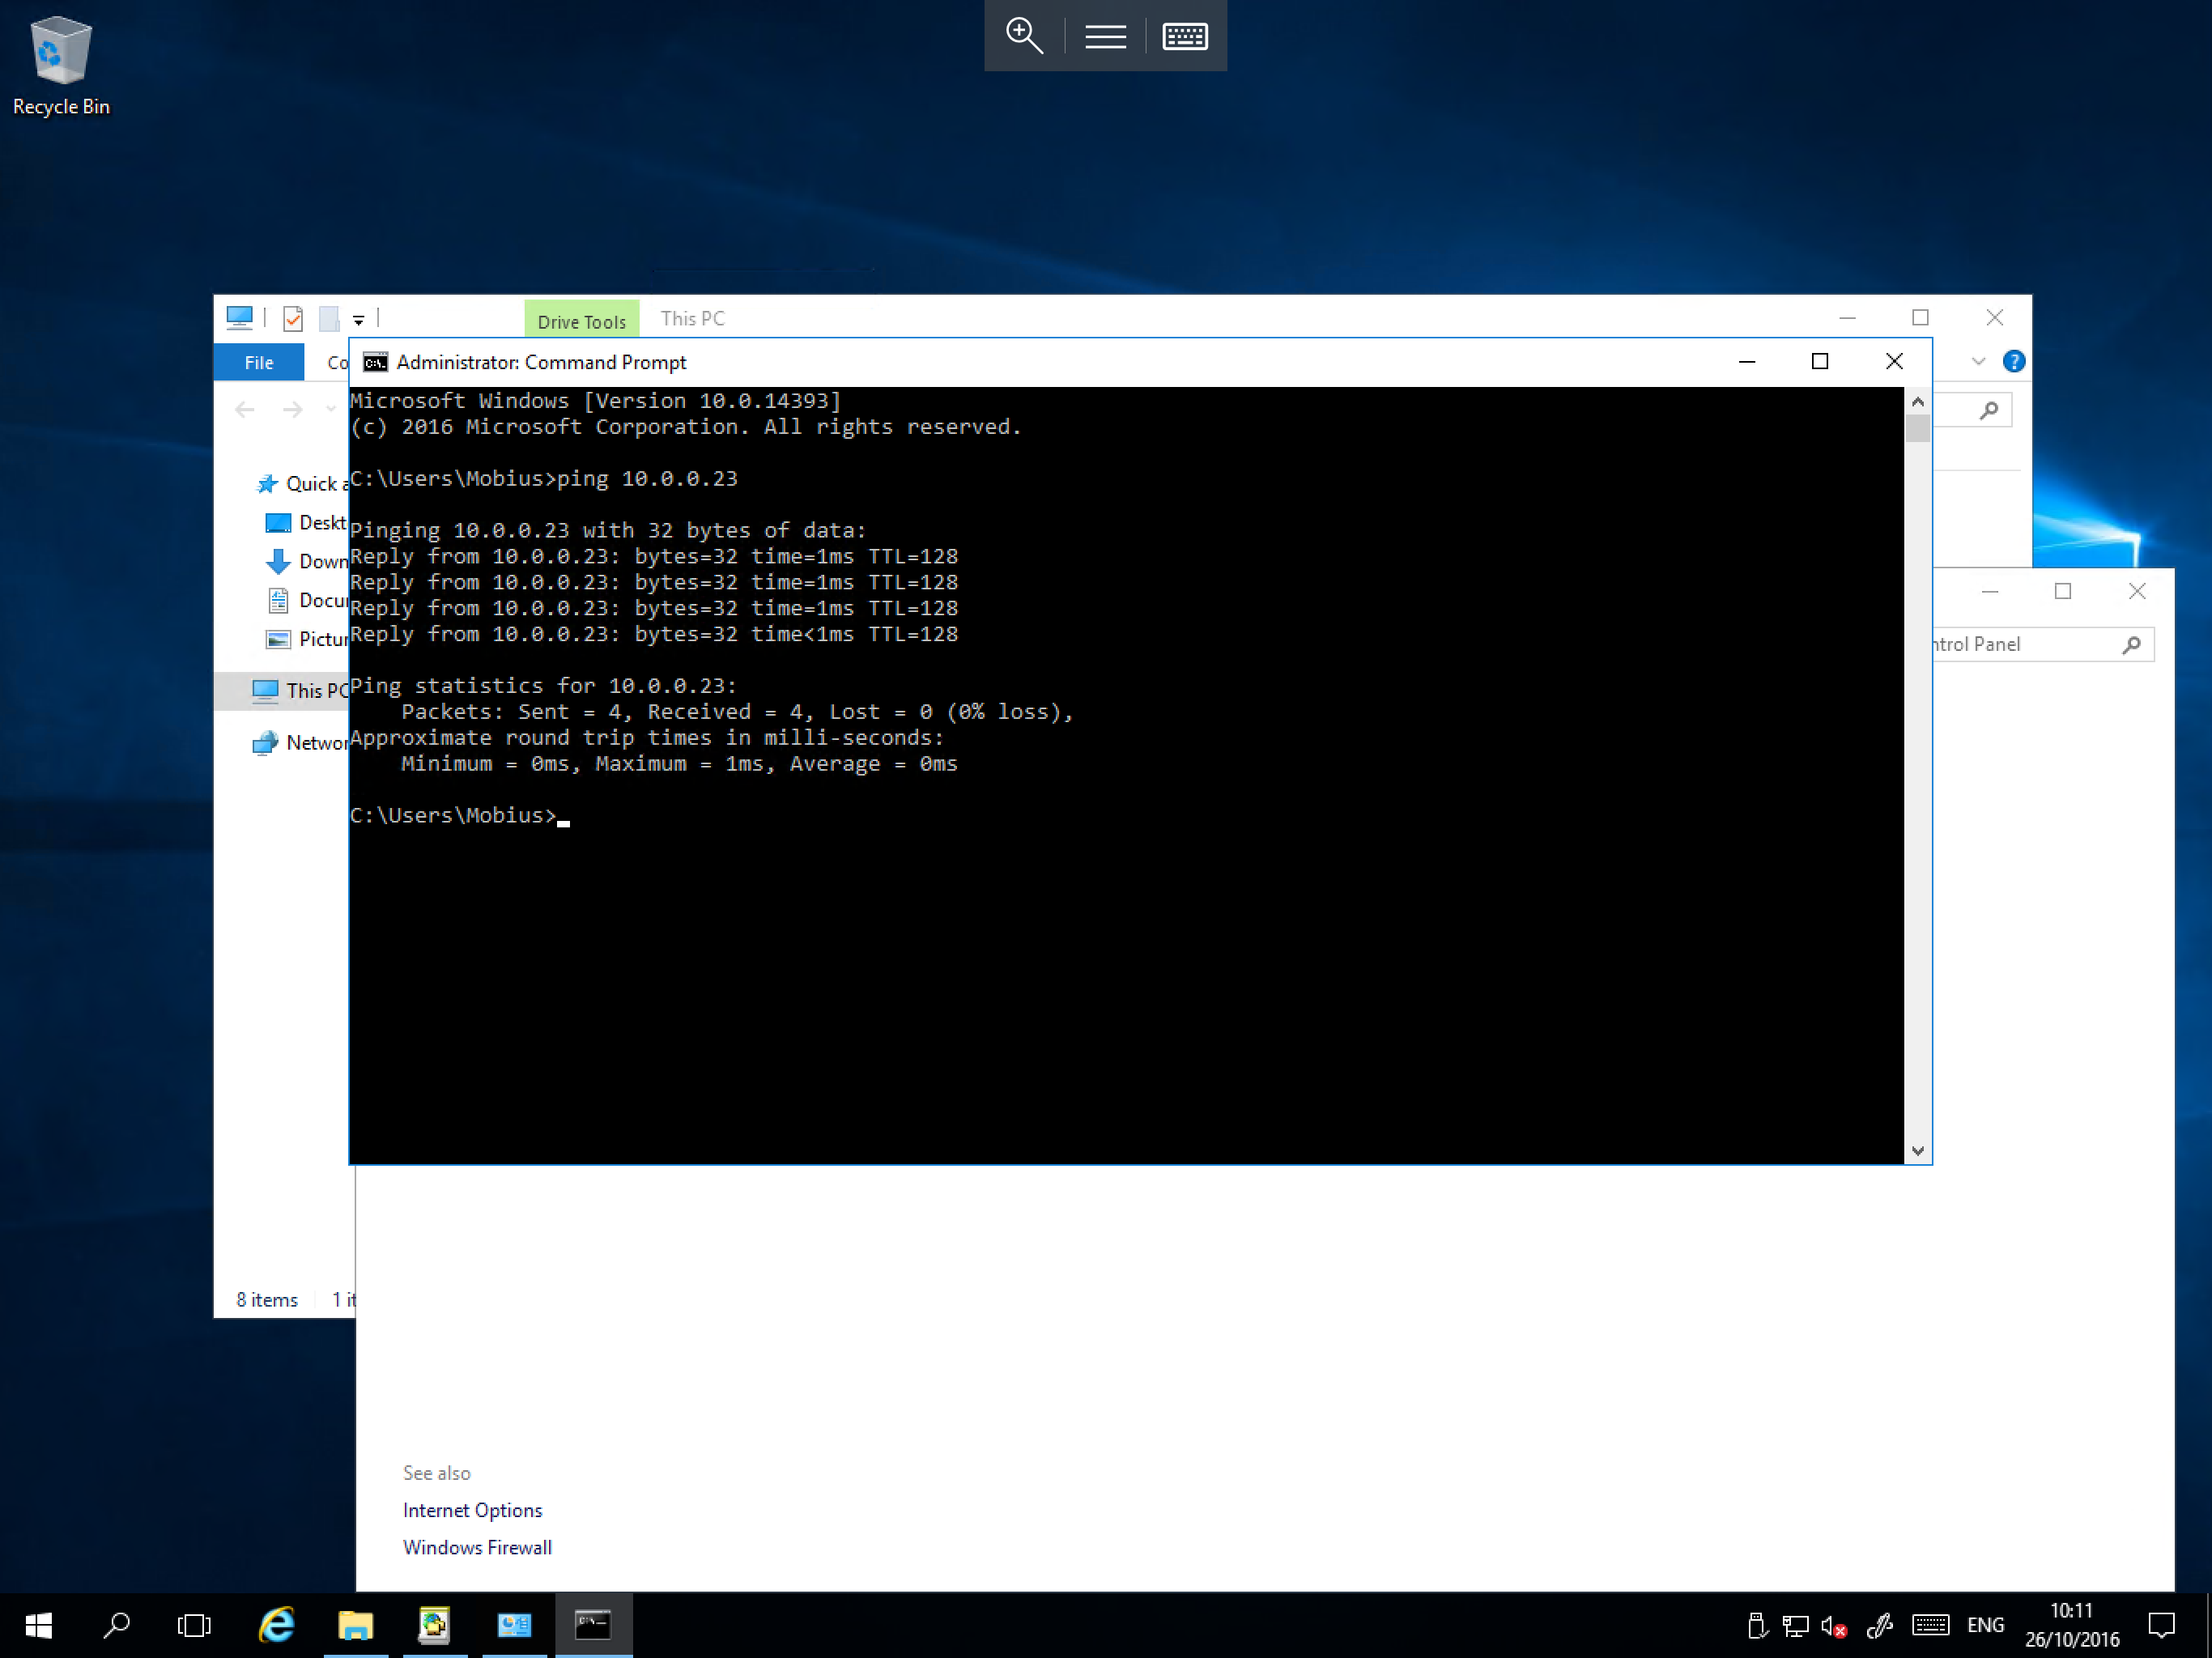 Recycle Bin
Drive Tools
This PC
File
Co
Administrator: Command Prompt
Microsoft Windows [Version 10.0.14393]
(c) 2016 Microsoft Corporation. All rights reserved.
C:\Users\Mobius>ping 10.0.0.23
Pinging 10.0.0.23 with 32 bytes of data:
Reply from 10.0.0.23: bytes=32 time=1ms TTL=128
Reply from 10.0.0.23: bytes=32 time=1ms TTL=128
Reply from 10.0.0.23: bytes=32 time=1ms TTL=128
Reply from 10.0.0.23: bytes=32 time<1ms TTL=128
Ping statistics for 10.0.0.23:
Packets: Sent = 4, Received = 4, Lost = 0 (0% loss),
Approximate round trip times in milli-seconds:
Minimum = 0ms, Maximum = 1ms, Average = 0ms
C:\Users\Mobius>
Quick a
Deskt
Down
Docu
Pictur
This PC
Networ
8 items
1 it
ntrol Panel
See also
Internet Options
Windows Firewall
ENG
10:11
26/10/2016